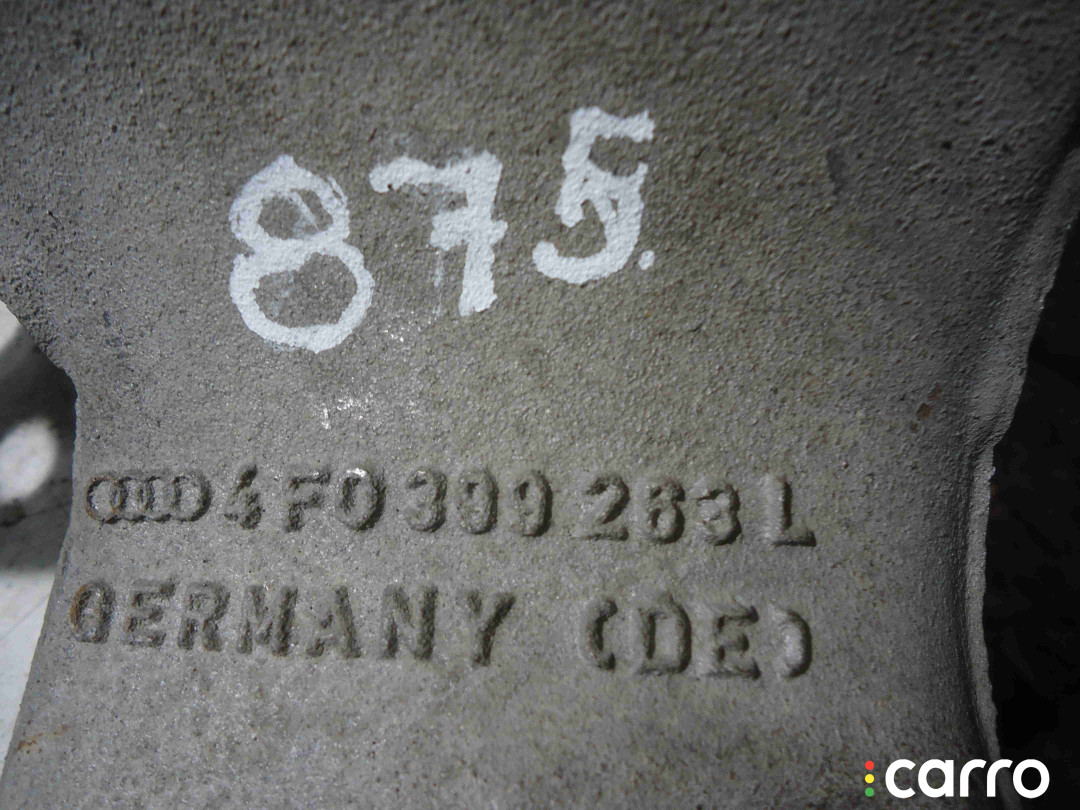 875.
4F0 399 263 L
GERMANY (DE)
carro